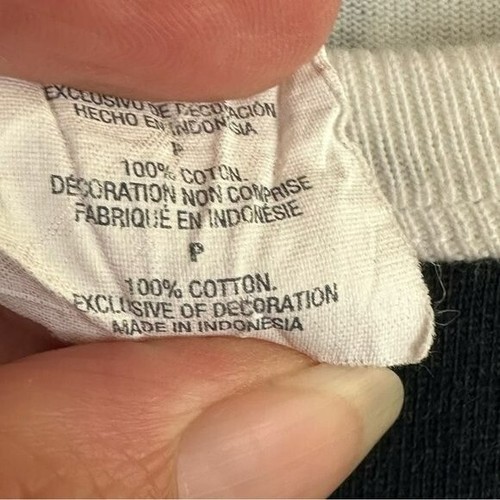 EXCLUSIVO DE DECORACIÓN
HECHO EN INDONESIA
P
100% COTON.
DÉCORATION NON COMPRISE
FABRIQUÉ EN INDONÉSIE
P
100% COTTON.
EXCLUSIVE OF DECORATION
MADE IN INDONESIA